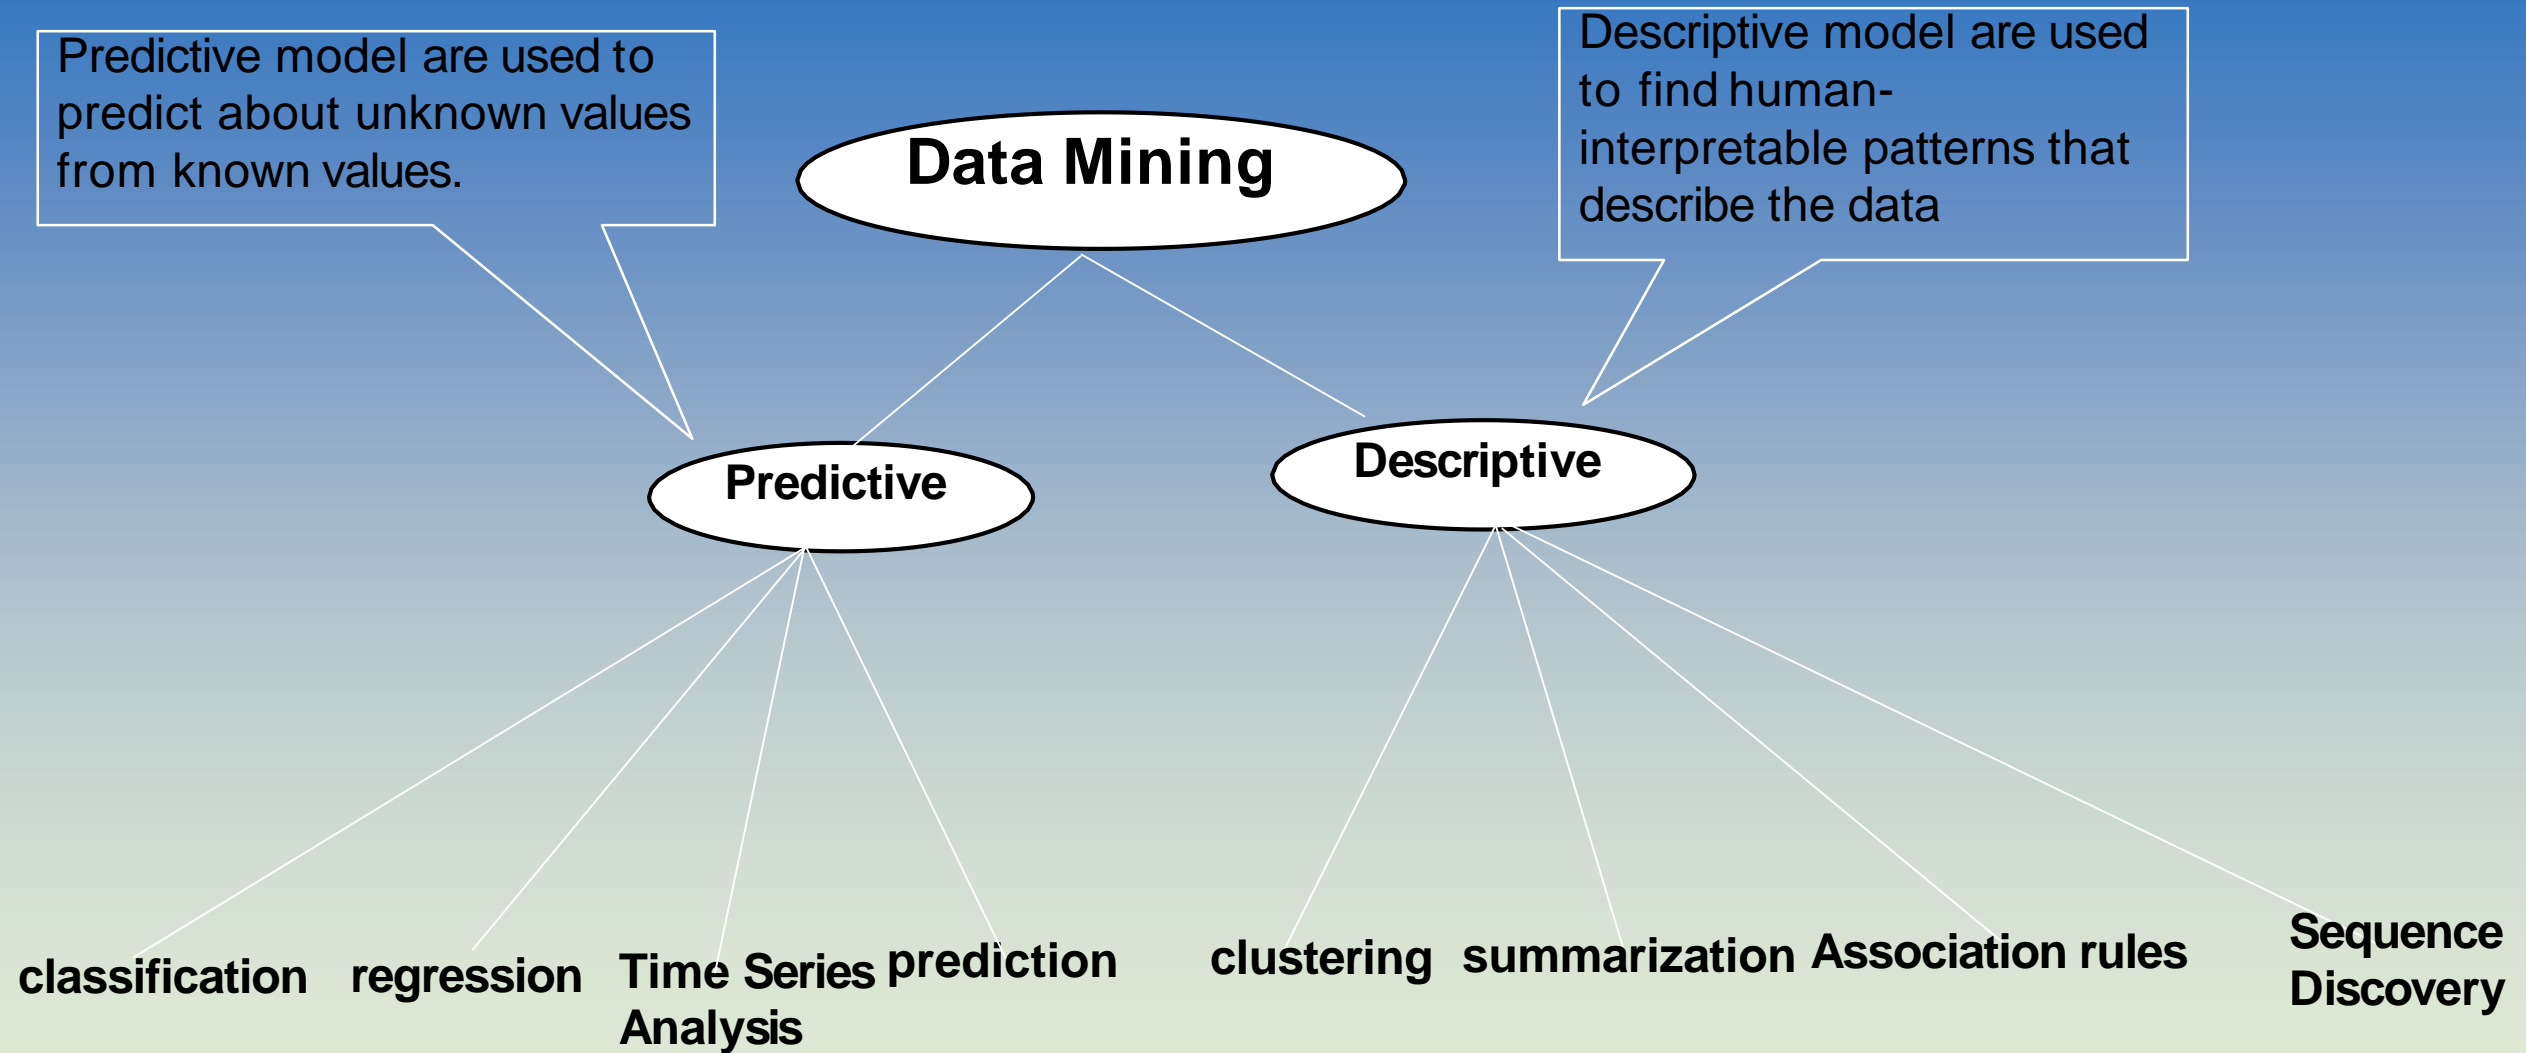 Predictive model are used to
predict about unknown values
from known values.
Data Mining
Descriptive model are used
to find human-
interpretable patterns that
describe the data
Predictive
Descriptive
classification
regression
Time Series
Analysis
prediction
clustering
summarization
Association rules
Sequence
Discovery